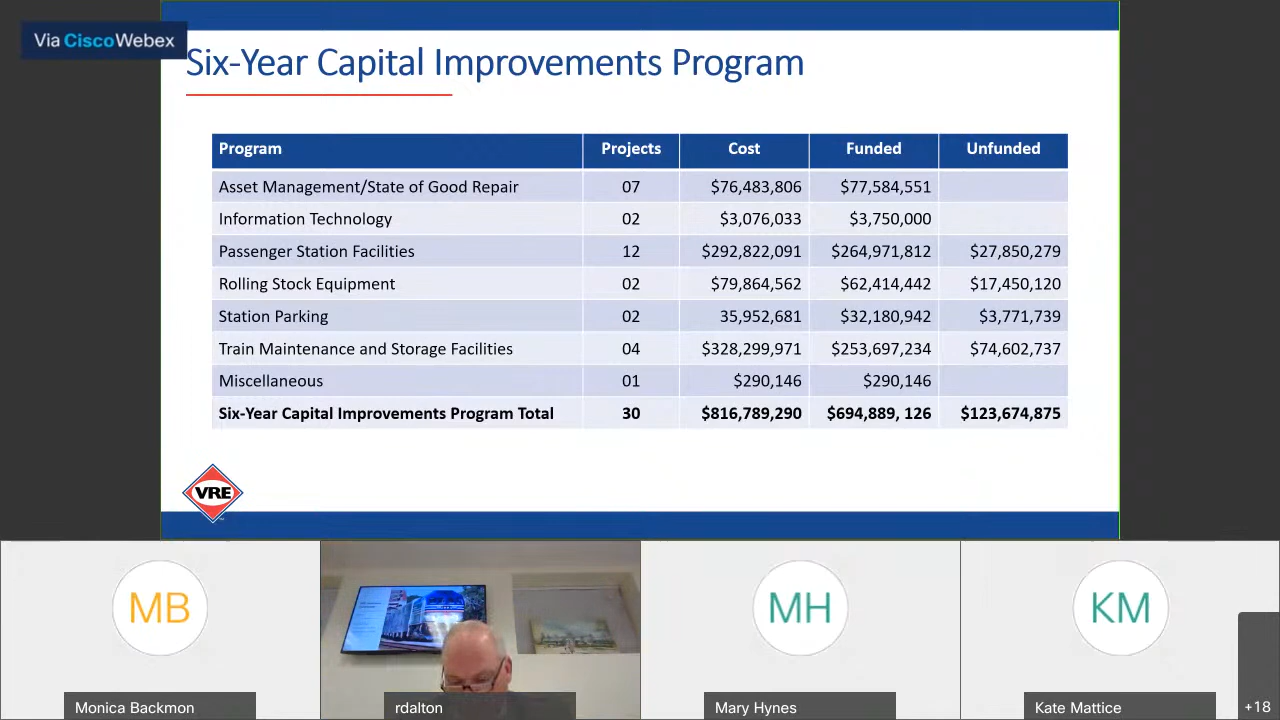 Via CiscoWebex
Six-Year Capital Improvements Program
Program Projects Cost Funded Unfunded
Asset Management/State of Good Repair 07 $76,483,806 $77,584,551
Information Technology 02 $3,076,033 $3,750,000
Passenger Station Facilities 12 $292,822,091 $264,971,812 $27,850,279
Rolling Stock Equipment 02 $79,864,562 $62,414,442 $17,450,120
Station Parking 02 35,952,681 $32,180,942 $3,771,739
Train Maintenance and Storage Facilities 04 $328,299,971 $253,697,234 $74,602,737
Miscellaneous 01 $290,146 $290,146
Six-Year Capital Improvements Program Total 30 $816,789,290 $694,889, 126 $123,674,875
VRE
MB
MH
KM
Monica Backmon
rdalton
Mary Hynes
Kate Mattice
+18